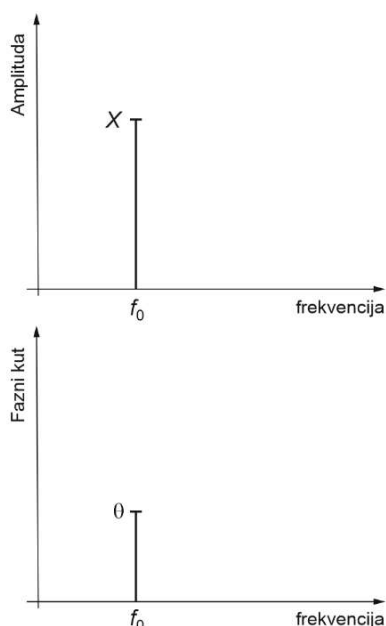 Amplituda
X
f₀
frekvencija
Fazni kut
θ
f₀
frekvencija